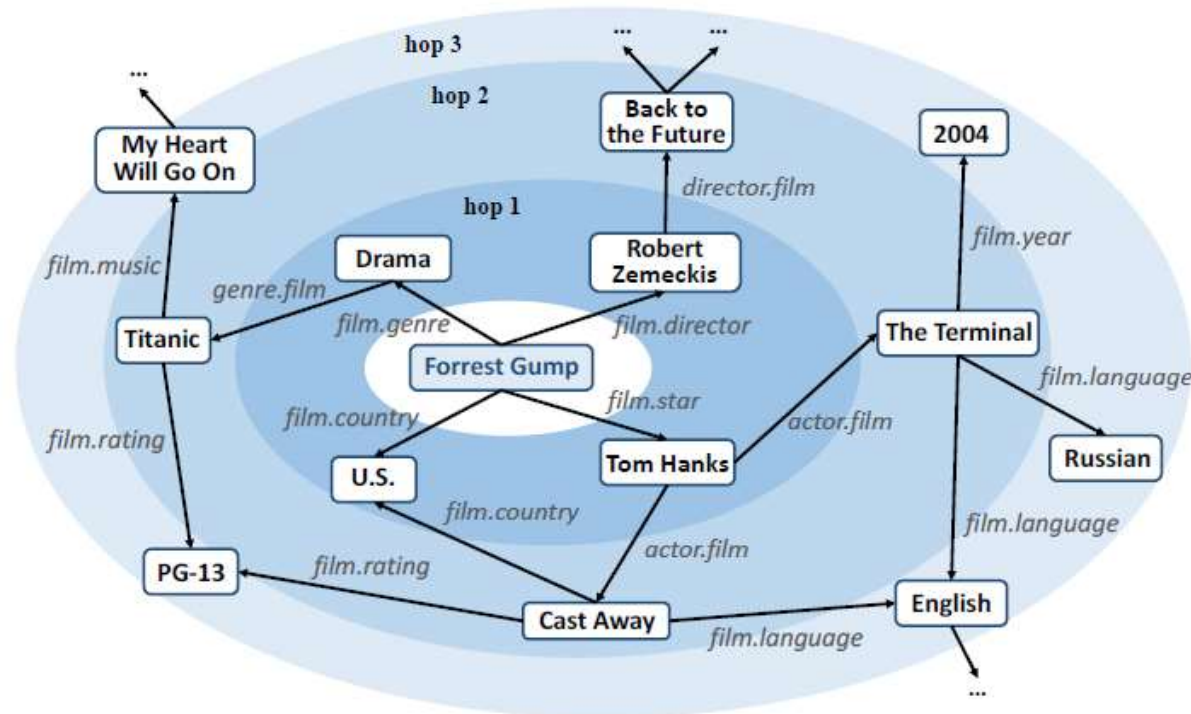 ...
...
hop 3
...
hop 2
Back to
the Future
2004
My Heart
Will Go On
director.film
hop 1
film.year
Drama
Robert
Zemeckis
film.music
genre.film
film.genre
film.director
Titanic
The Terminal
Forrest Gump
film.language
film.star
film.country
actor.film
film.rating
U.S.
Tom Hanks
Russian
film.country
film.language
actor.film
PG-13
film.rating
English
Cast Away
film.language
...